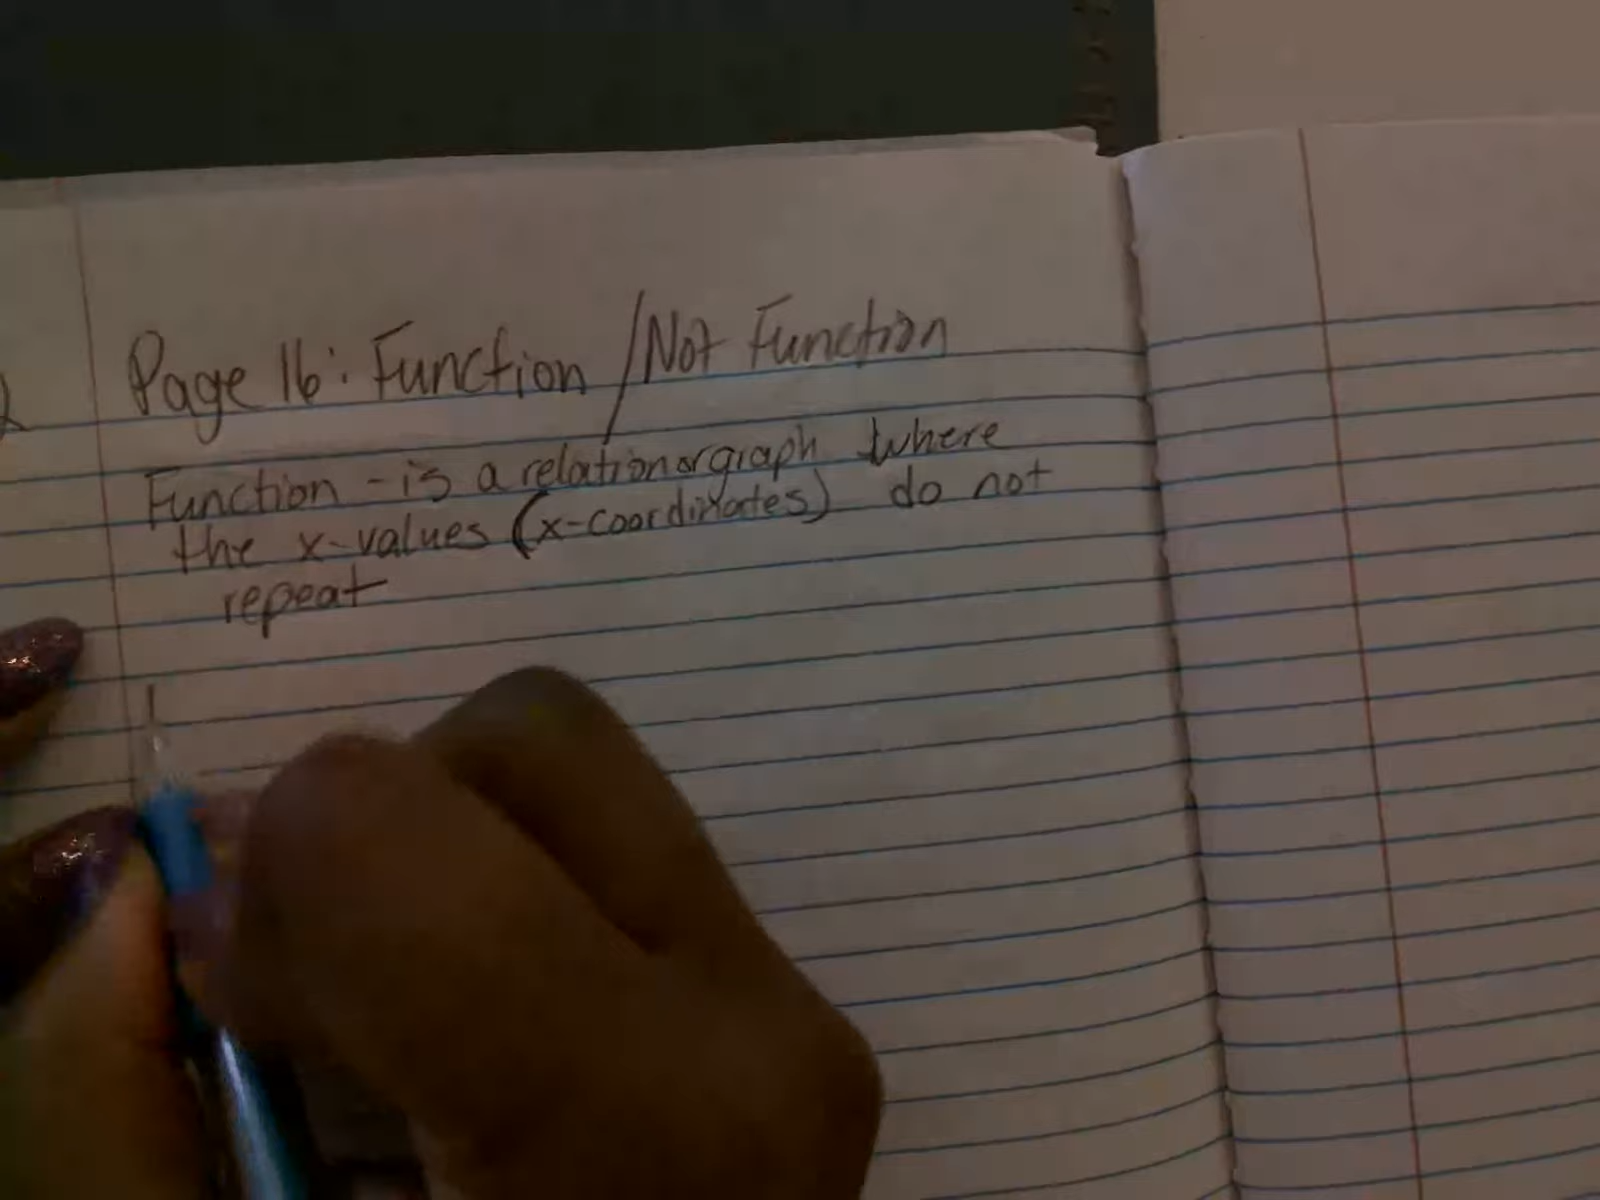 Page 16: Function / Not Function
Function - is a relation or graph where
the x-values (x-coordinates) do not
repeat